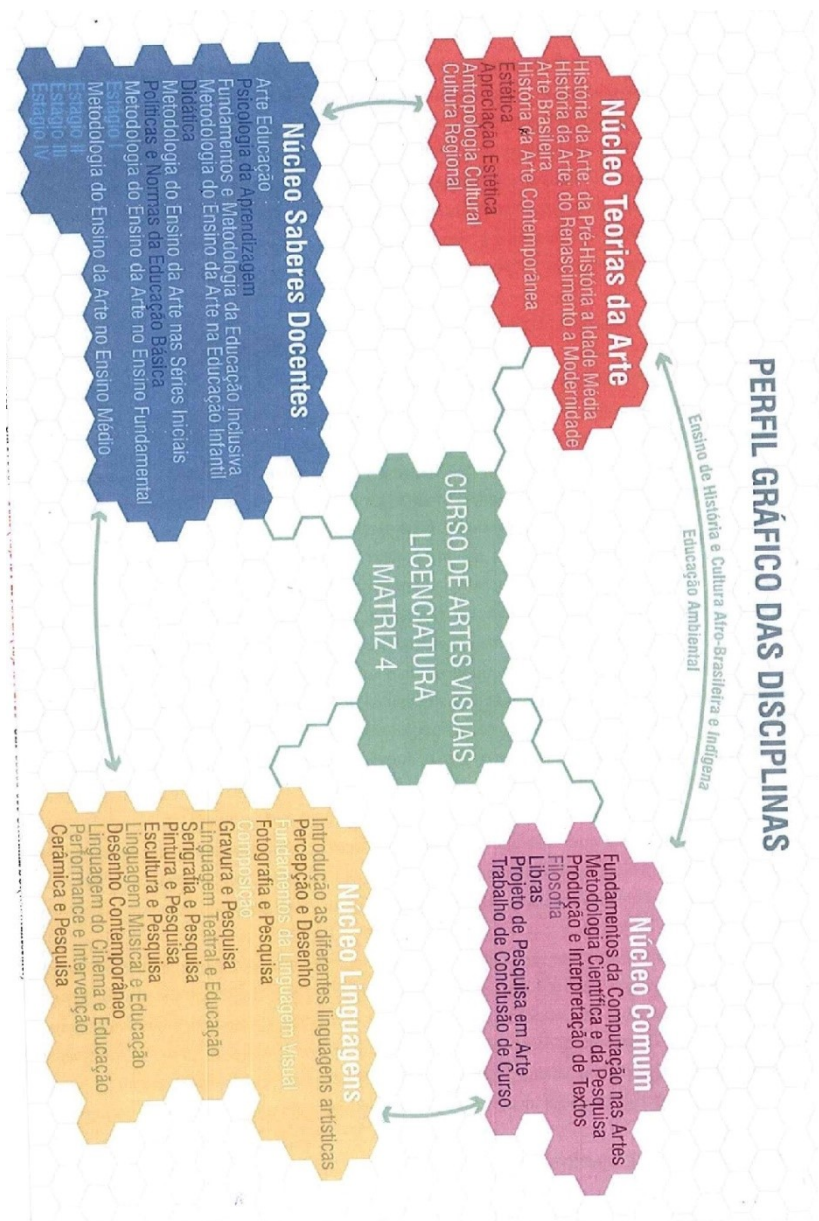 PERFIL GRÁFICO DAS DISCIPLINAS
Ensino de História e Cultura Afro-Brasileira e Indígena
Educação Ambiental
Núcleo Teorias da Arte
História da Arte: da Pré-História a Idade Média
História da Arte: do Renascimento a Modernidade
Arte Brasileira
História da Arte Contemporânea
Estética
Apreciação Estética
Antropologia Cultural
Cultura Regional
Núcleo Comum
Fundamentos da Computação nas Artes
Metodologia Científica e da Pesquisa
Produção e Interpretação de Textos
Filosofia
Libras
Projeto de Pesquisa em Arte
Trabalho de Conclusão de Curso
CURSO DE ARTES VISUAIS
LICENCIATURA
MATRIZ 4
Núcleo Saberes Docentes
Arte Educação
Psicologia da Aprendizagem
Fundamentos e Metodologia da Educação Inclusiva
Metodologia do Ensino da Arte na Educação Infantil
Didática
Metodologia do Ensino da Arte nas Séries Iniciais
Políticas e Normas da Educação Básica
Metodologia do Ensino da Arte no Ensino Fundamental
Estágio I
Metodologia do Ensino da Arte no Ensino Médio
Estágio II
Estágio III
Estágio IV
Núcleo Linguagens
Introdução as diferentes linguagens artísticas
Percepção e Desenho
Fundamentos da Linguagem Visual
Fotografia e Pesquisa
Composição
Gravura e Pesquisa
Linguagem Teatral e Educação
Serigrafia e Pesquisa
Pintura e Pesquisa
Escultura e Pesquisa
Linguagem Musical e Educação
Desenho Contemporâneo
Linguagem do Cinema e Educação
Performance e Intervenção
Cerâmica e Pesquisa